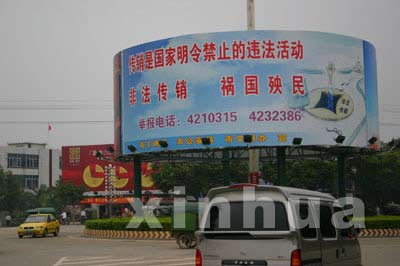 传销是国家明令禁止的违法活动
非法传销 祸国殃民
举报电话：4210315 4232386
xinhua